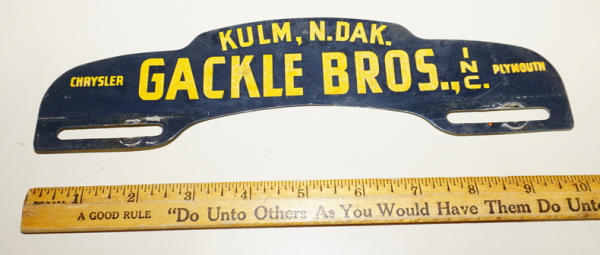 KULM, N.DAK.
CHRYSLER GACKLE BROS., INC. PLYMOUTH
1 2 3 4 5 6 7 8 9 10
A GOOD RULE "Do Unto Others As You Would Have Them Do Unto